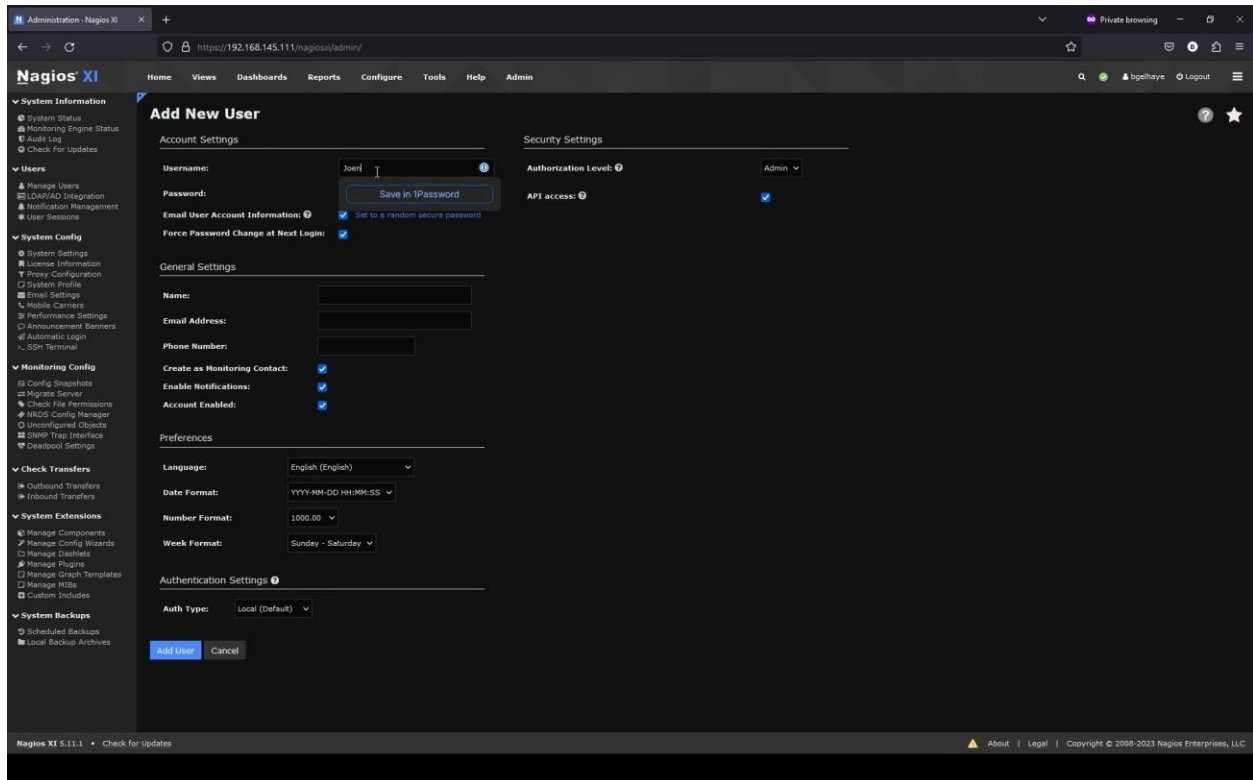 Administration · Nagios XI
Private browsing
https://192.168.145.111/nagiosxi/admin/
Nagios XI
Home Views Dashboards Reports Configure Tools Help Admin
bgelhaye Logout
System Information
System Status
Monitoring Engine Status
Audit Log
Check For Updates
Users
Manage Users
LDAP/AD Integration
Notification Management
User Sessions
System Config
System Settings
License Information
Proxy Configuration
System Profile
Email Settings
Mobile Carriers
Performance Settings
Announcement Banners
Automatic Login
SSH Terminal
Monitoring Config
Config Snapshots
Migrate Server
Check File Permissions
NRDS Config Manager
Unconfigured Objects
SNMP Trap Interface
Deadpool Settings
Check Transfers
Outbound Transfers
Inbound Transfers
System Extensions
Manage Components
Manage Config Wizards
Manage Dashlets
Manage Plugins
Manage Graph Templates
Manage MIBs
Custom Includes
System Backups
Scheduled Backups
Local Backup Archives
Add New User
Account Settings
Username: Joeri
Password:
Save in 1Password
Email User Account Information: Set to a random secure password
Force Password Change at Next Login:
General Settings
Name:
Email Address:
Phone Number:
Create as Monitoring Contact:
Enable Notifications:
Account Enabled:
Preferences
Language: English (English)
Date Format: YYYY-MM-DD HH:MM:SS
Number Format: 1000.00
Week Format: Sunday - Saturday
Authentication Settings
Auth Type: Local (Default)
Add User Cancel
Security Settings
Authorization Level: Admin
API access:
Nagios XI 5.11.1 • Check for Updates
About | Legal | Copyright © 2008-2023 Nagios Enterprises, LLC